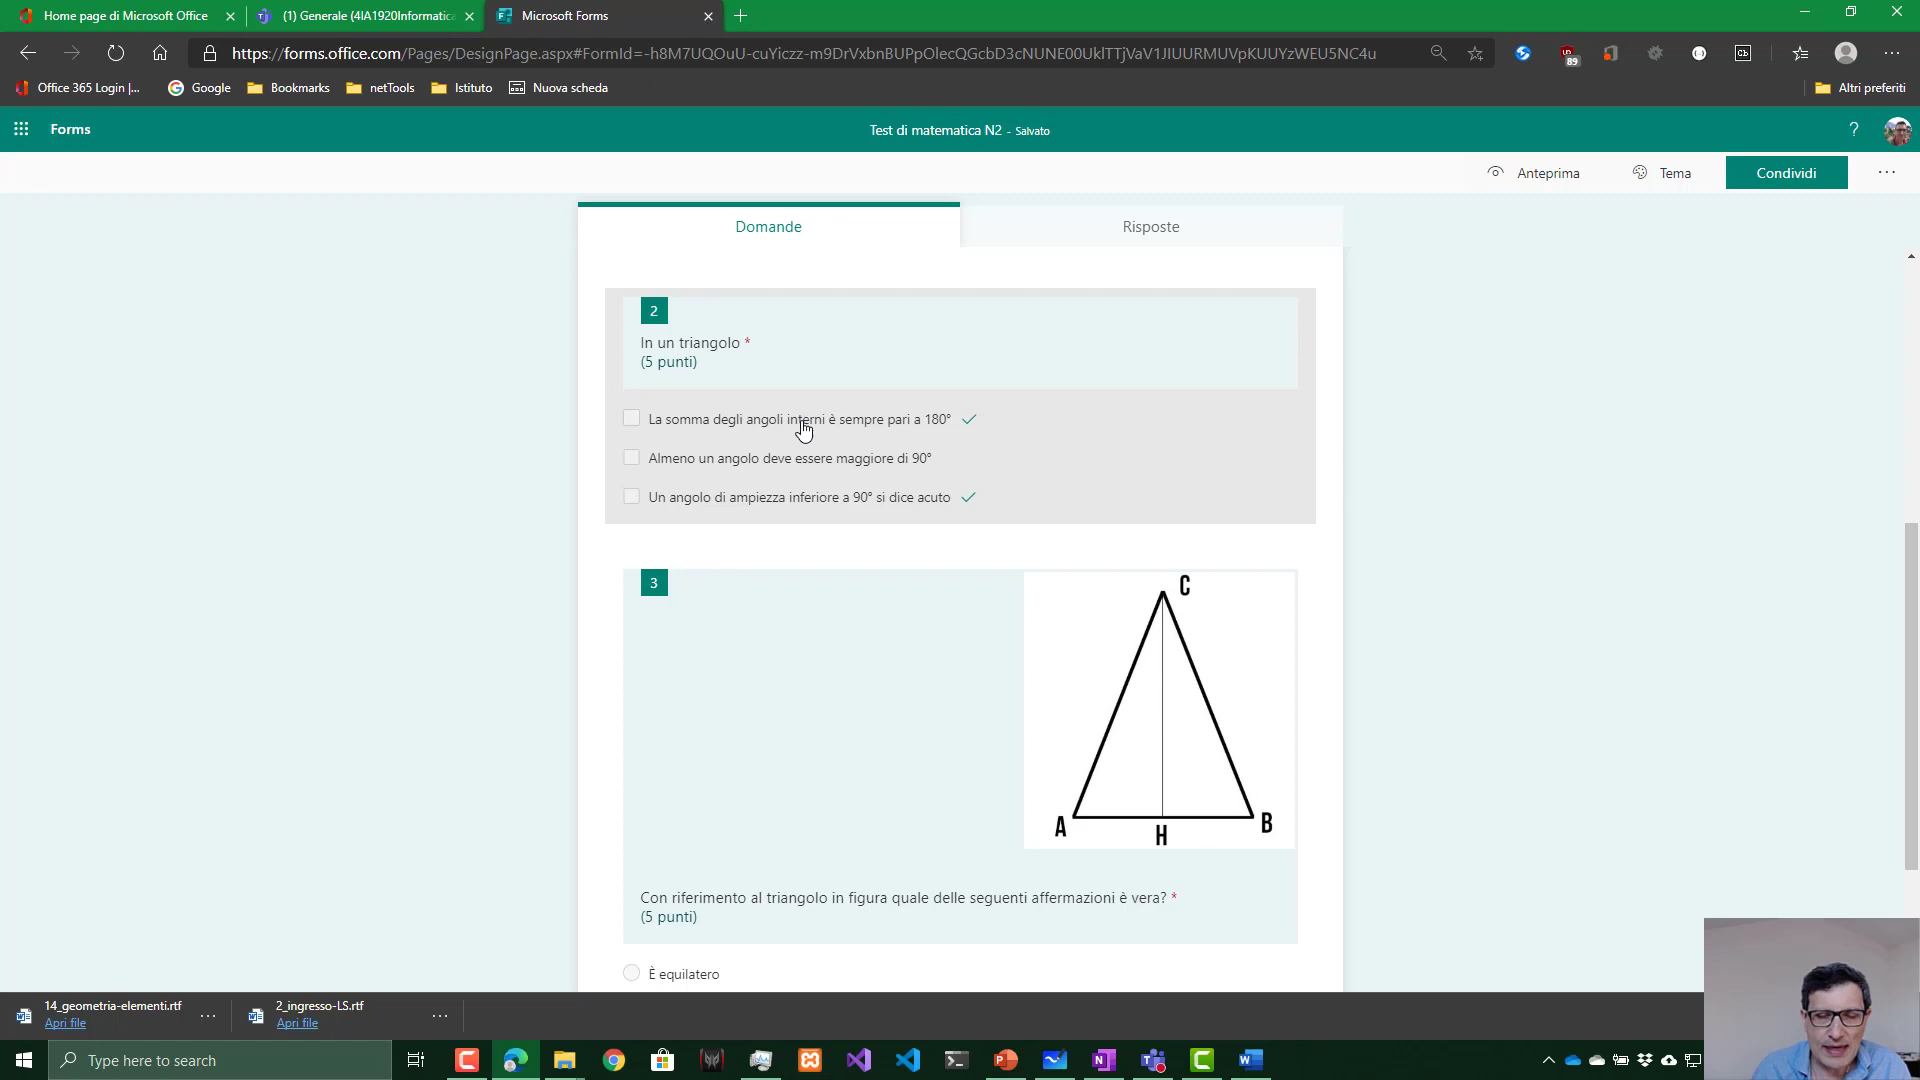 Home page di Microsoft Office
(1) Generale (4IA1920Informatica
Microsoft Forms
https://forms.office.com/Pages/DesignPage.aspx#FormId=-h8M7UQOuU-cuYiczz-m9DrVxbnBUPpOlecQGcbD3cNUNE00UklTTjVaV1JIUURMUVpKUUYzWEU5NC4u
89
Office 365 Login |...
Google
Bookmarks
netTools
Istituto
Nuova scheda
Altri preferiti
Forms
Test di matematica N2 - Salvato
?
Anteprima
Tema
Condividi
Domande
Risposte
2
In un triangolo *
(5 punti)
La somma degli angoli interni è sempre pari a 180°
Almeno un angolo deve essere maggiore di 90°
Un angolo di ampiezza inferiore a 90° si dice acuto
3
C
A
H
B
Con riferimento al triangolo in figura quale delle seguenti affermazioni è vera? *
(5 punti)
È equilatero
14_geometria-elementi.rtf
Apri file
2_ingresso-LS.rtf
Apri file
Type here to search